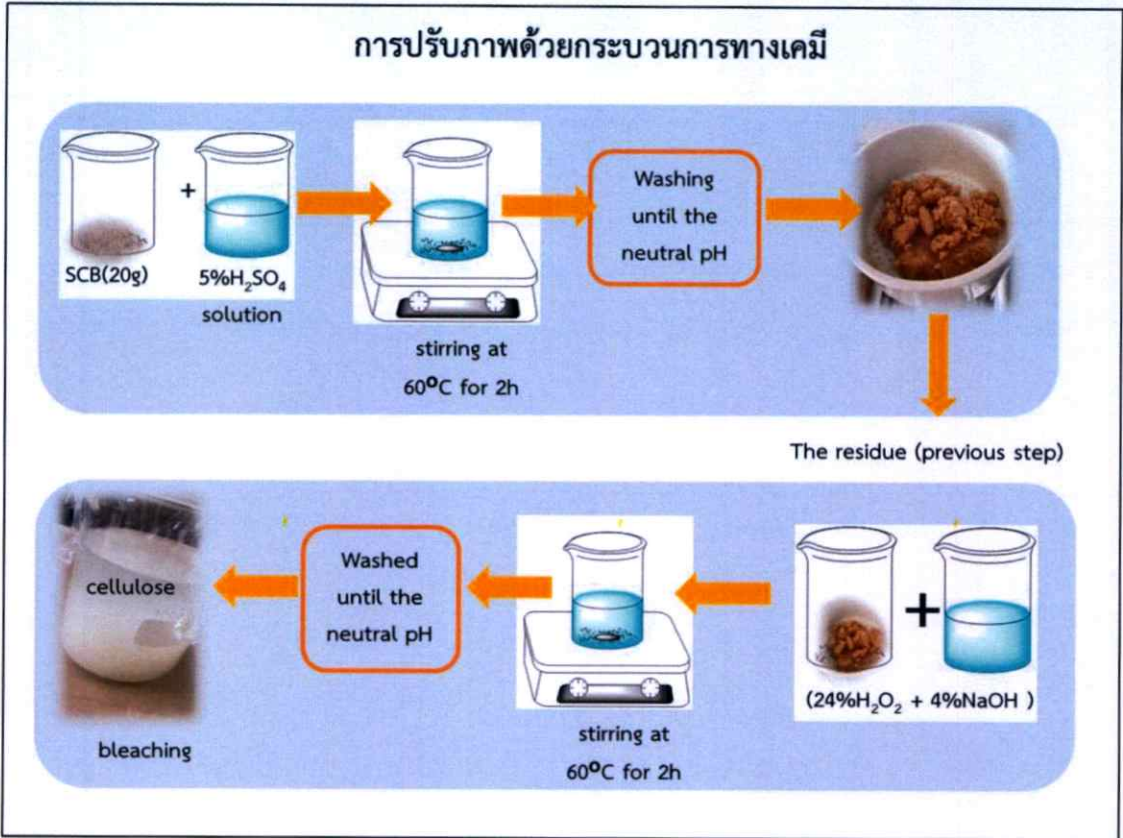 การปรับภาพด้วยกระบวนการทางเคมี
SCB(20g)
+
5%H₂SO₄
solution
stirring at
60⁰C for 2h
Washing
until the
neutral pH
The residue (previous step)
+
(24%H₂O₂ + 4%NaOH )
stirring at
60⁰C for 2h
Washed
until the
neutral pH
cellulose
bleaching